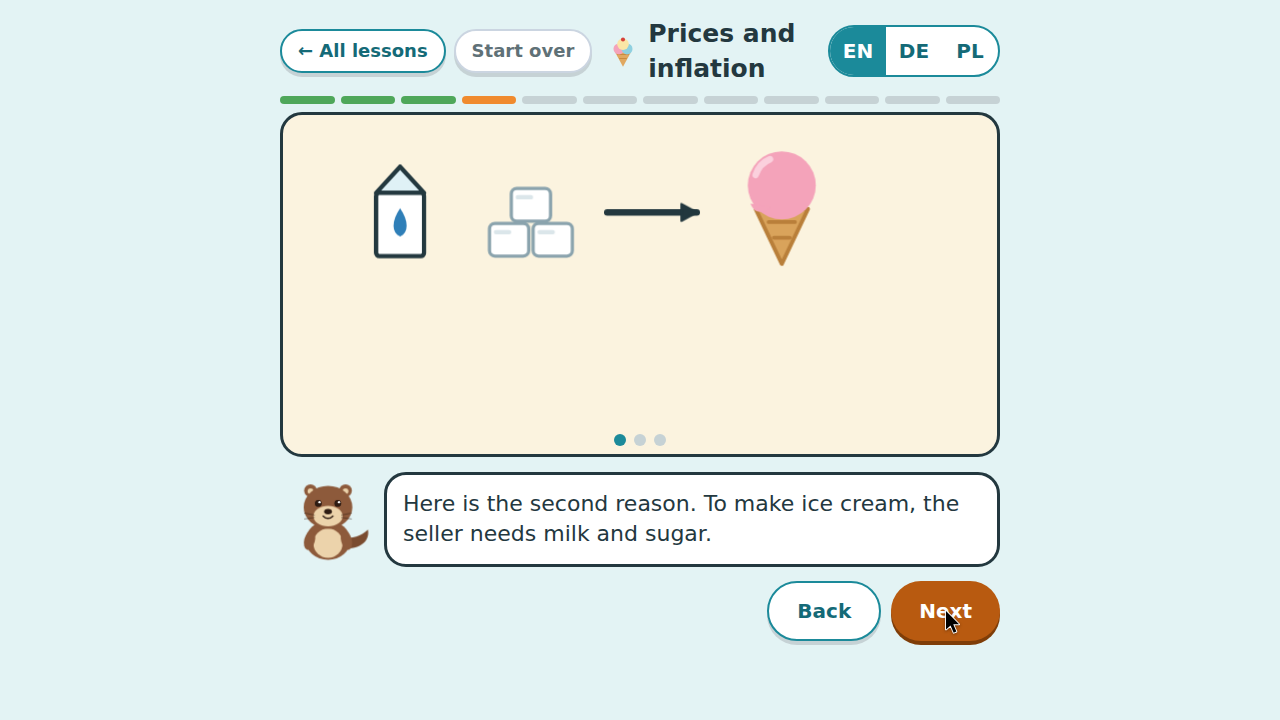 ← All lessons
Start over
Prices and
inflation
EN DE PL
Here is the second reason. To make ice cream, the
seller needs milk and sugar.
Back
Next